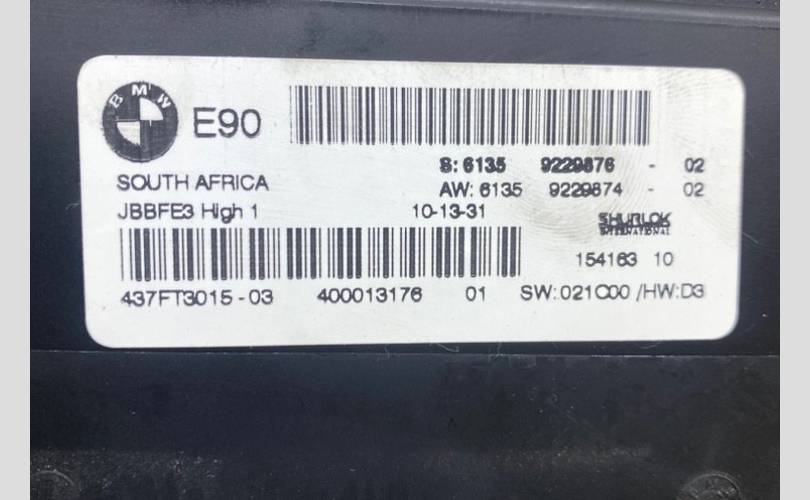 BMW
E90
SOUTH AFRICA
S: 6135 9229876 - 02
AW: 6135 9229874 - 02
JBBFE3 High 1
10-13-31
SHURLOK
INTERNATIONAL
154163 10
437FT3015-03 400013176 01 SW:021C00 /HW:D3